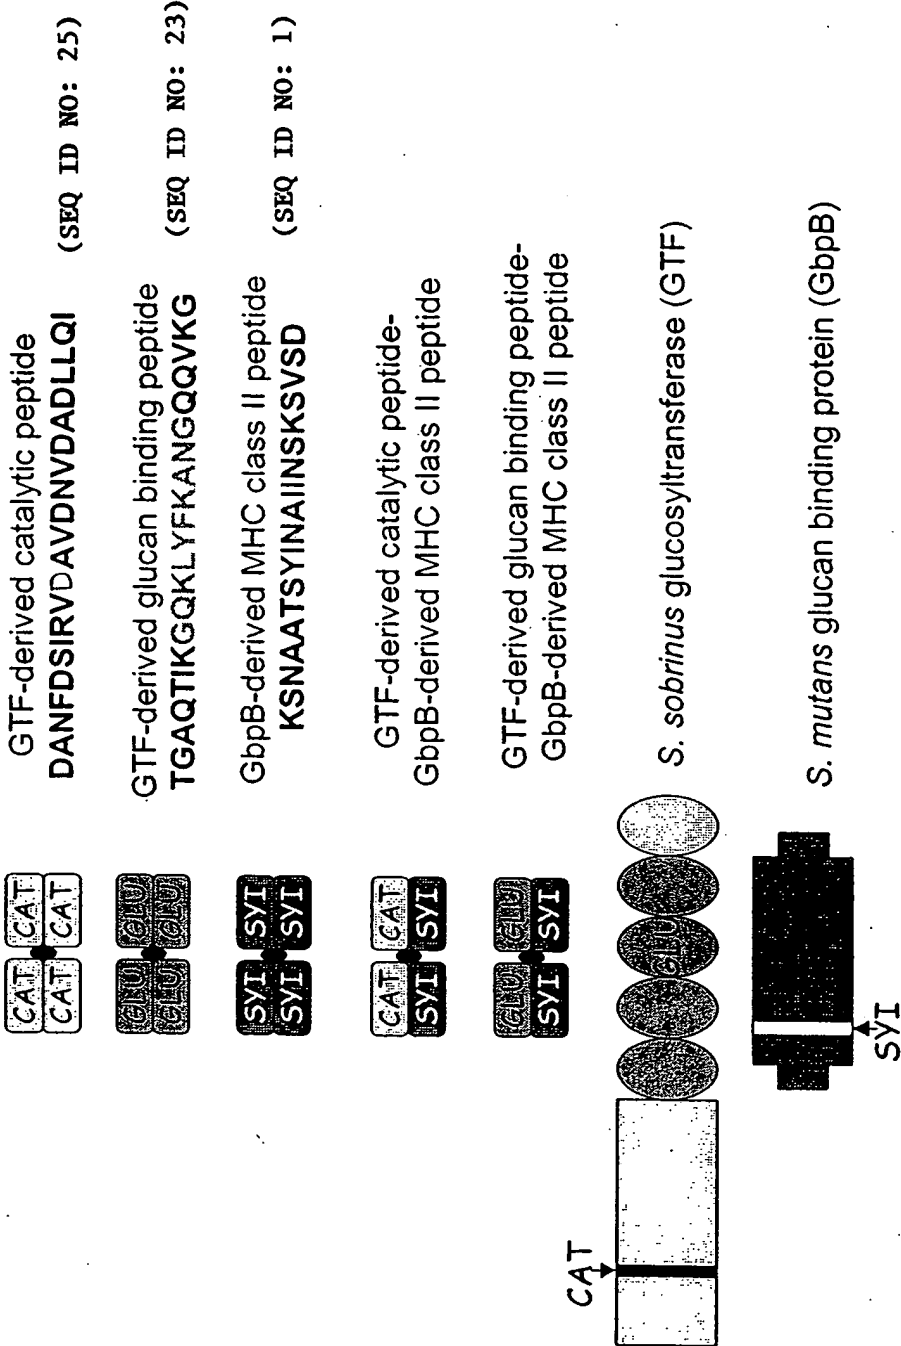 CAT CAT GTF-derived catalytic peptide
CAT CAT DANFDSIRVDAVDNVDADLLQI (SEQ ID NO: 25)
GLU GLU GTF-derived glucan binding peptide
GLU GLU TGAQTIKGQKLYFKANGQQVKG (SEQ ID NO: 23)
SYI SYI GbpB-derived MHC class II peptide
SYI SYI KSNAATSYINAIINSKSVSD (SEQ ID NO: 1)
CAT CAT GTF-derived catalytic peptide-
SYI SYI GbpB-derived MHC class II peptide
GLU GLU GTF-derived glucan binding peptide-
SYI SYI GbpB-derived MHC class II peptide
CAT
GLU S. sobrinus glucosyltransferase (GTF)
S. mutans glucan binding protein (GbpB)
SYI